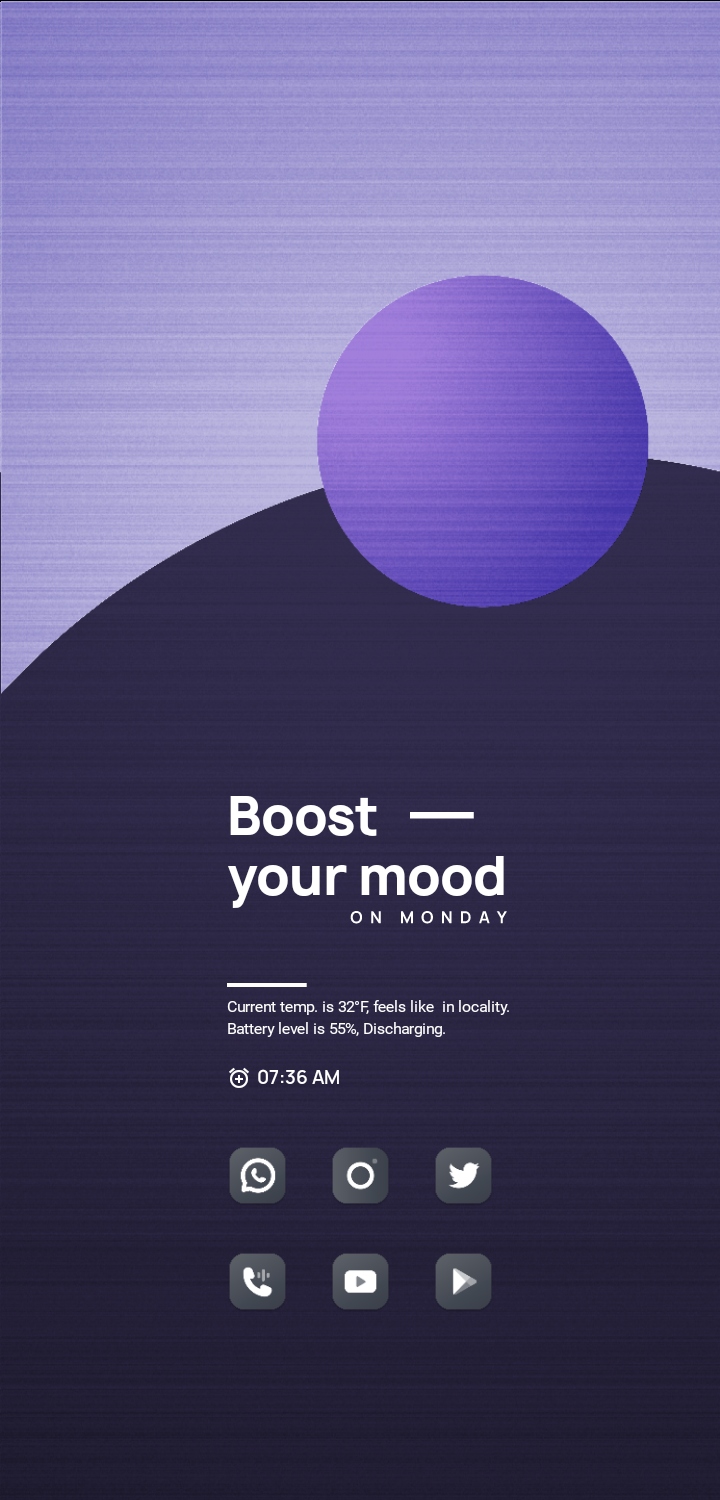 Boost —
your mood
ON MONDAY
Current temp. is 32°F, feels like  in locality.
Battery level is 55%, Discharging.
07:36 AM